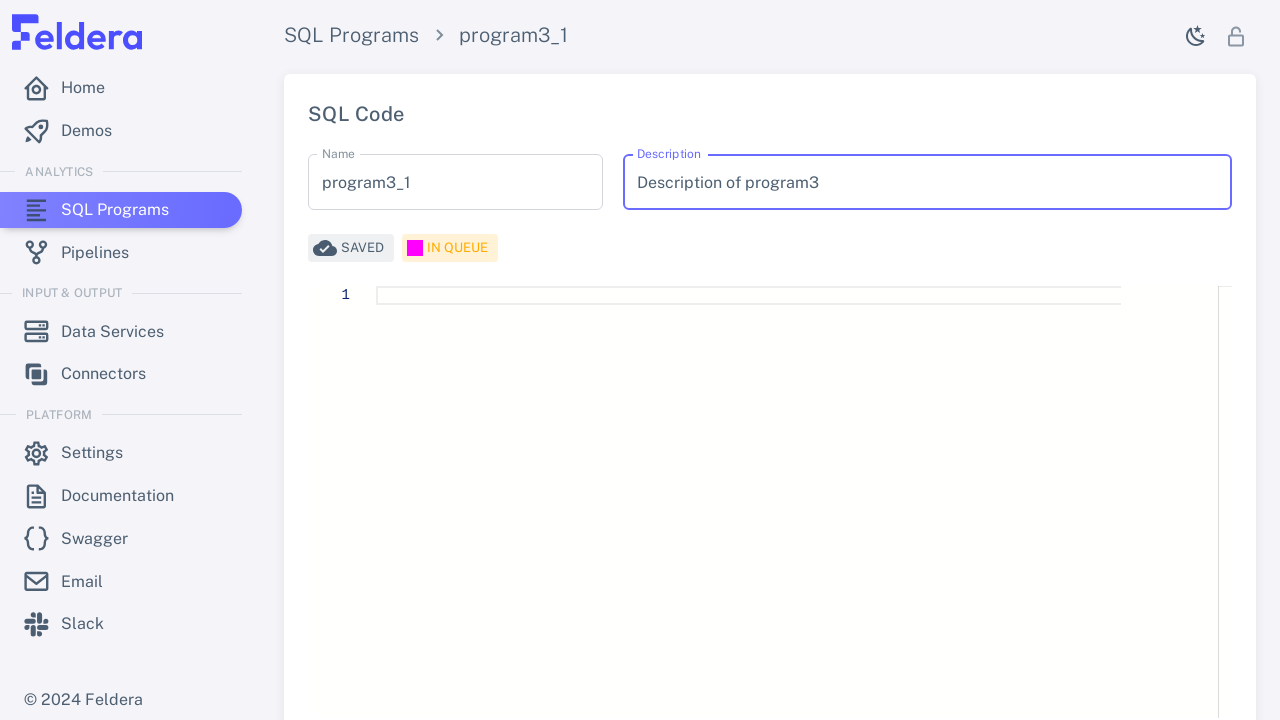 Feldera
SQL Programs
program3_1
Home
Demos
ANALYTICS
SQL Programs
Pipelines
INPUT & OUTPUT
Data Services
Connectors
PLATFORM
Settings
Documentation
Swagger
Email
Slack
© 2024 Feldera
SQL Code
Name
program3_1
Description
Description of program3
SAVED
IN QUEUE
1